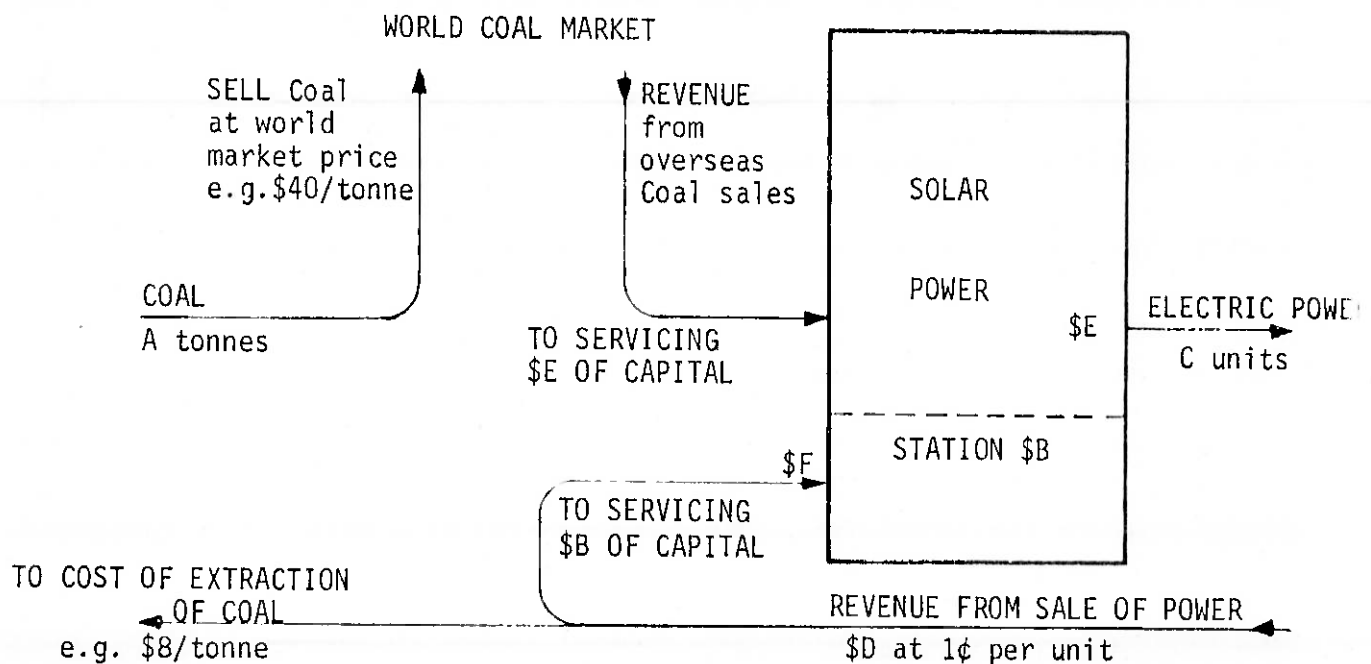 WORLD COAL MARKET
SELL Coal
at world
market price
e.g.$40/tonne
REVENUE
from
overseas
Coal sales
SOLAR
POWER
COAL
A tonnes
TO SERVICING
$E OF CAPITAL
$E
ELECTRIC POWE
C units
STATION $B
$F
TO SERVICING
$B OF CAPITAL
TO COST OF EXTRACTION
OF COAL
e.g. $8/tonne
REVENUE FROM SALE OF POWER
$D at 1¢ per unit